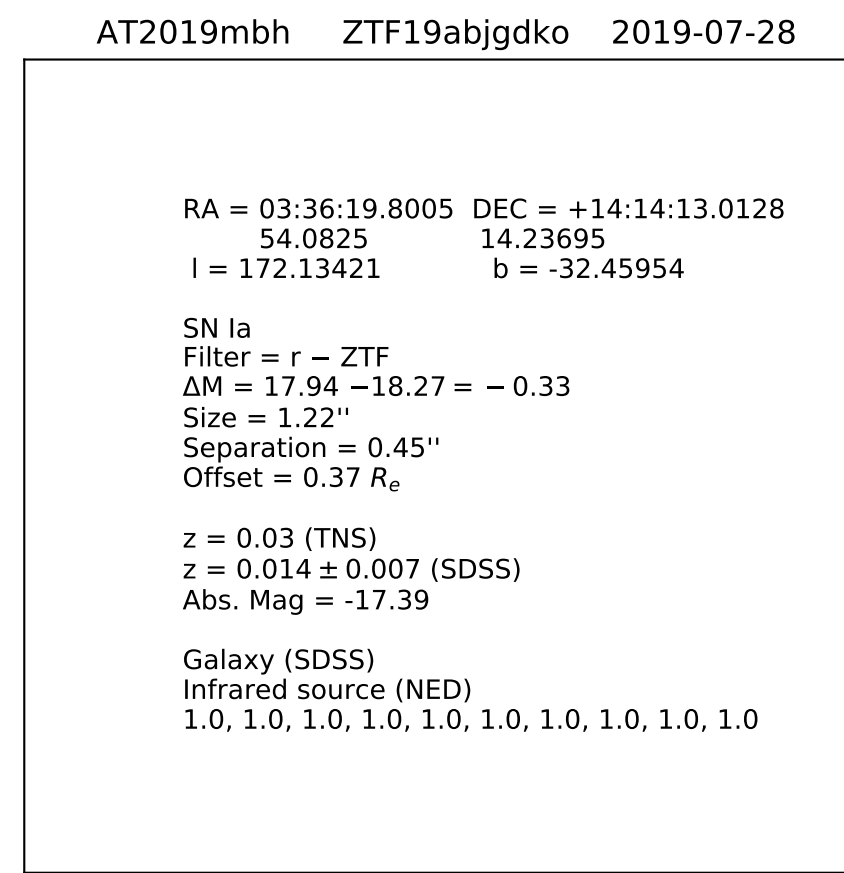 AT2019mbh ZTF19abjgdko 2019-07-28
RA = 03:36:19.8005 DEC = +14:14:13.0128
54.0825 14.23695
l = 172.13421 b = -32.45954
SN Ia
Filter = r − ZTF
ΔM = 17.94 −18.27 = − 0.33
Size = 1.22''
Separation = 0.45''
Offset = 0.37 Rₑ
z = 0.03 (TNS)
z = 0.014 ± 0.007 (SDSS)
Abs. Mag = -17.39
Galaxy (SDSS)
Infrared source (NED)
1.0, 1.0, 1.0, 1.0, 1.0, 1.0, 1.0, 1.0, 1.0, 1.0